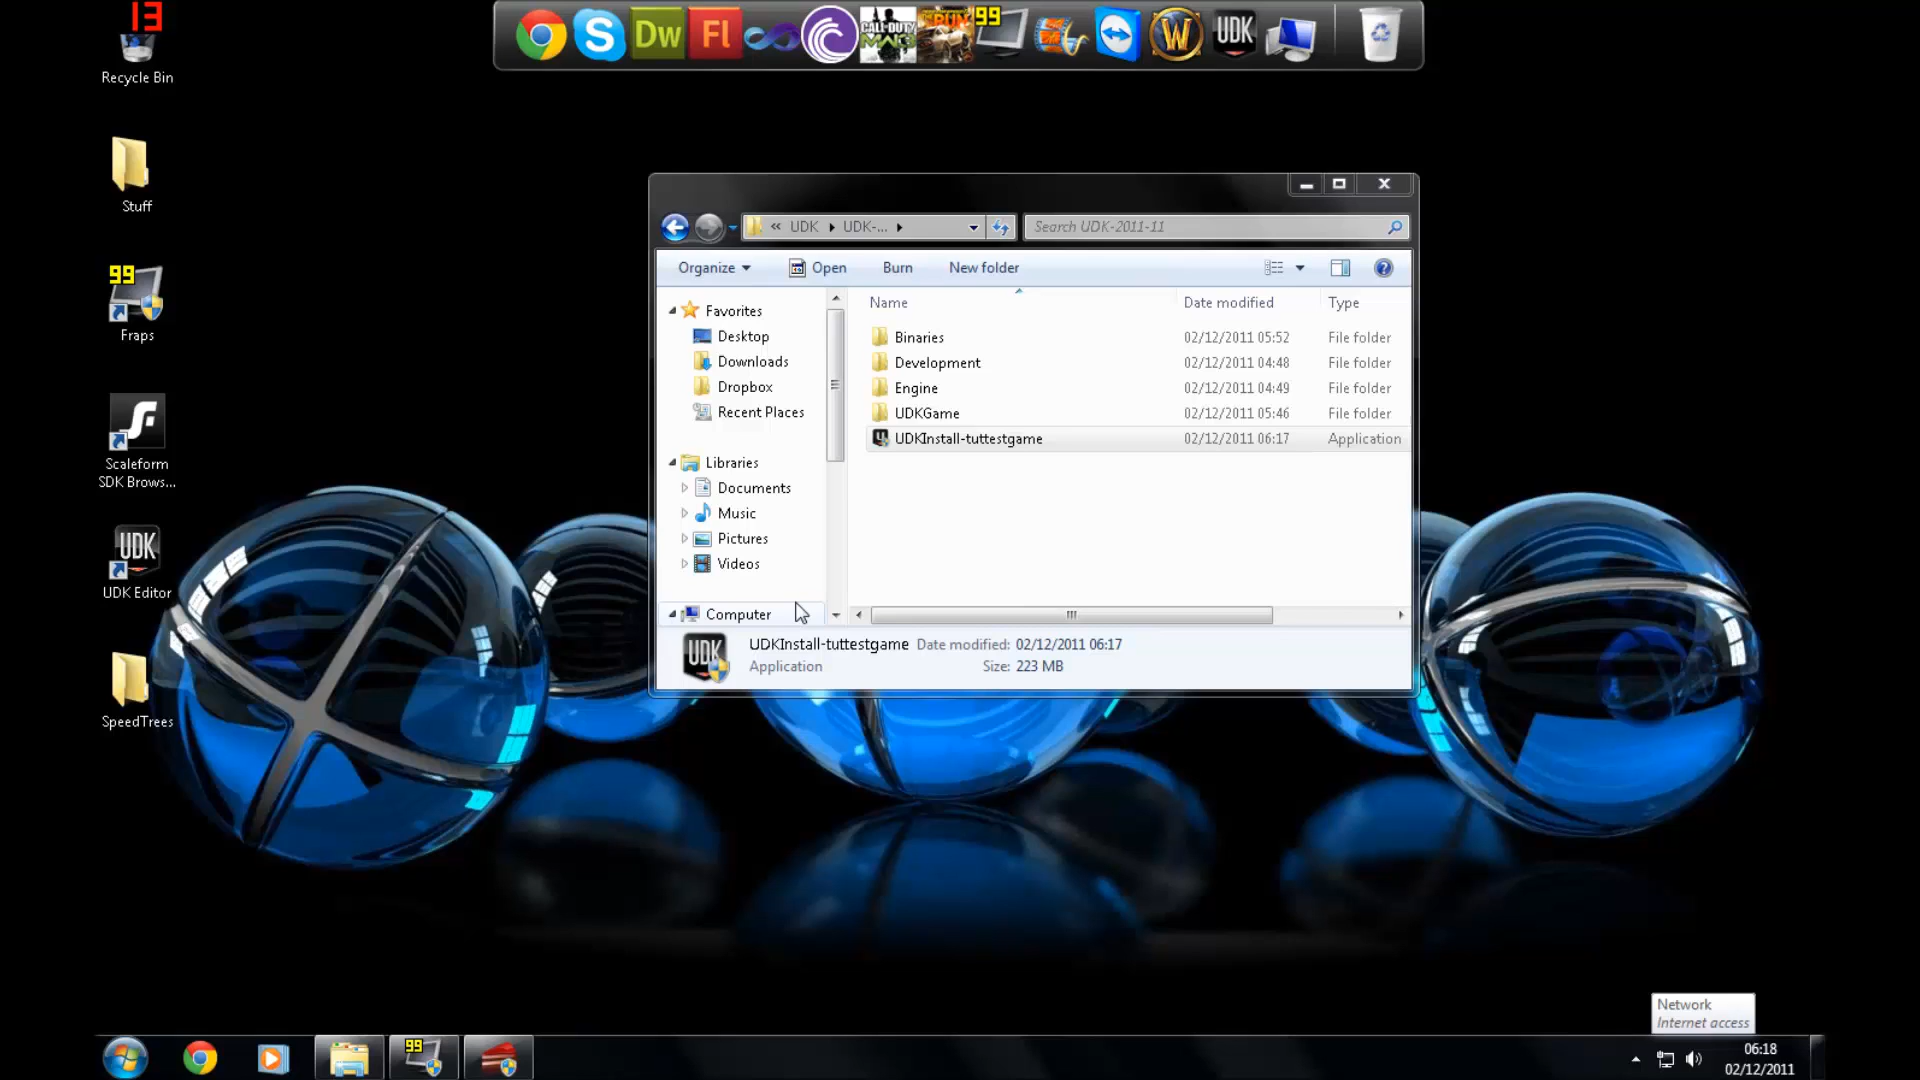 13
Recycle Bin
Stuff
99
Fraps
Scaleform
SDK Brows...
UDK
UDK Editor
SpeedTrees
S
Dw
Fl
CALL OF DUTY
MW3
THE RUN
99
W
UDK
« UDK ▸ UDK-... ▸
Search UDK-2011-11
Organize
Open
Burn
New folder
Favorites
Desktop
Downloads
Dropbox
Recent Places
Libraries
Documents
Music
Pictures
Videos
Computer
Name Date modified Type
Binaries 02/12/2011 05:52 File folder
Development 02/12/2011 04:48 File folder
Engine 02/12/2011 04:49 File folder
UDKGame 02/12/2011 05:46 File folder
UDKInstall-tuttestgame 02/12/2011 06:17 Application
UDK
UDKInstall-tuttestgame Date modified: 02/12/2011 06:17
Application Size: 223 MB
Network
Internet access
99
06:18
02/12/2011